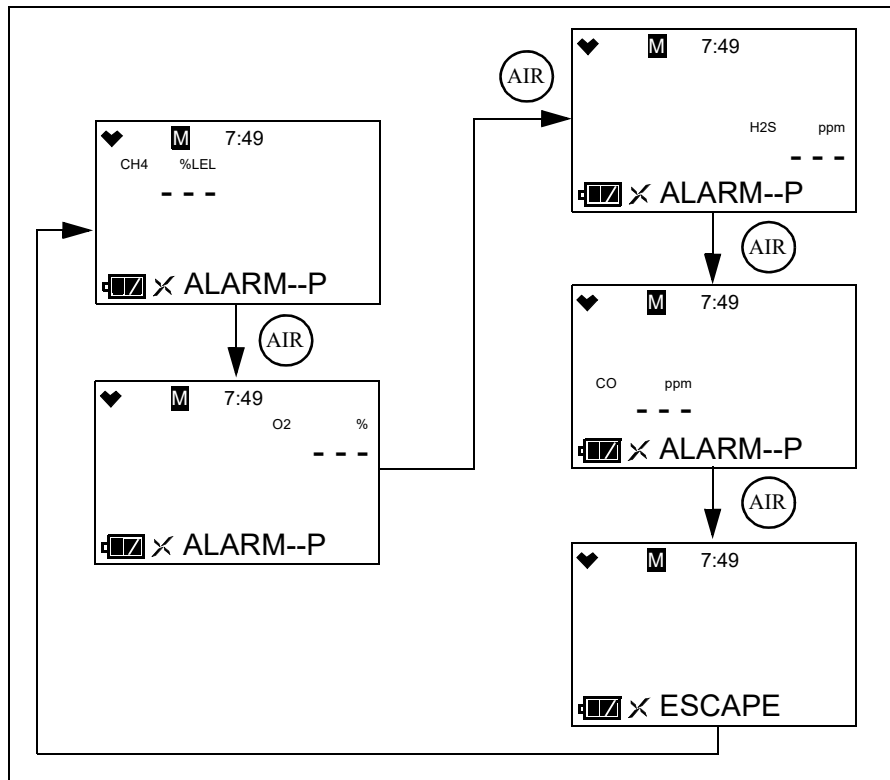 M 7:49
CH4 %LEL
- - -
ALARM--P
AIR
M 7:49
O2 %
- - -
ALARM--P
AIR
M 7:49
H2S ppm
- - -
ALARM--P
AIR
M 7:49
CO ppm
- - -
ALARM--P
AIR
M 7:49
ESCAPE